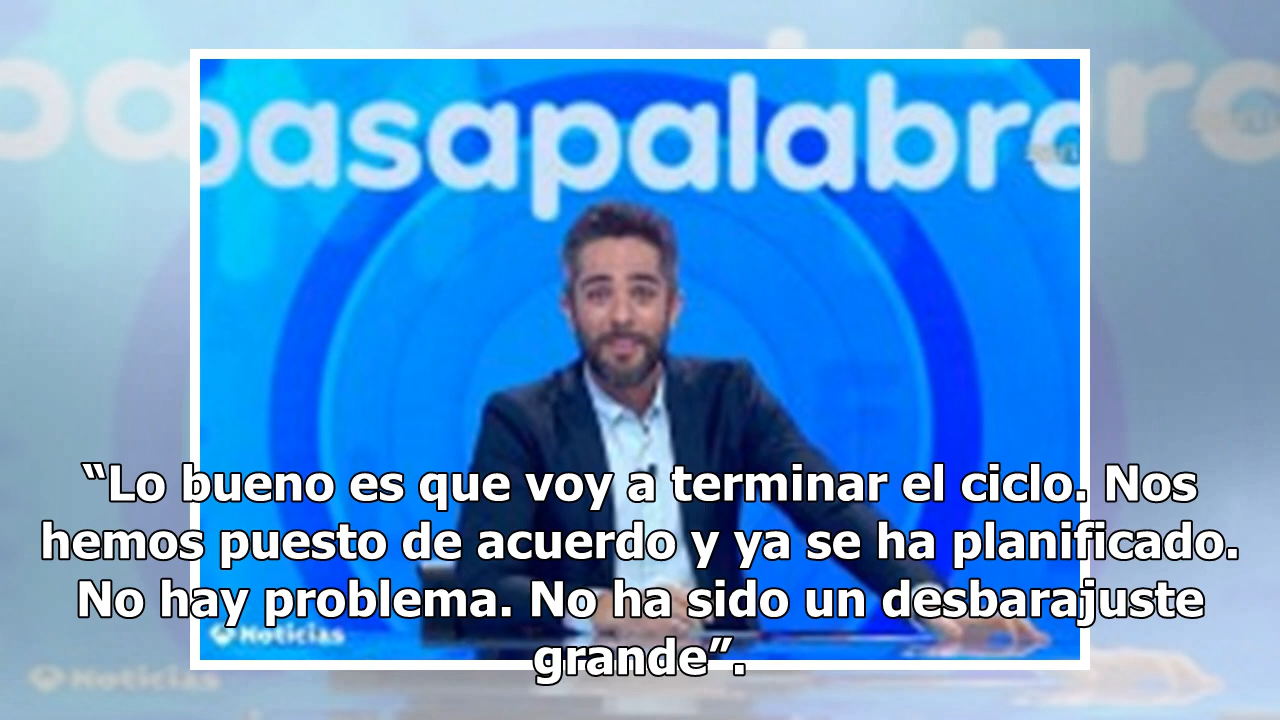 pasapalabra
Noticias
“Lo bueno es que voy a terminar el ciclo. Nos
hemos puesto de acuerdo y ya se ha planificado.
No hay problema. No ha sido un desbarajuste
grande”.